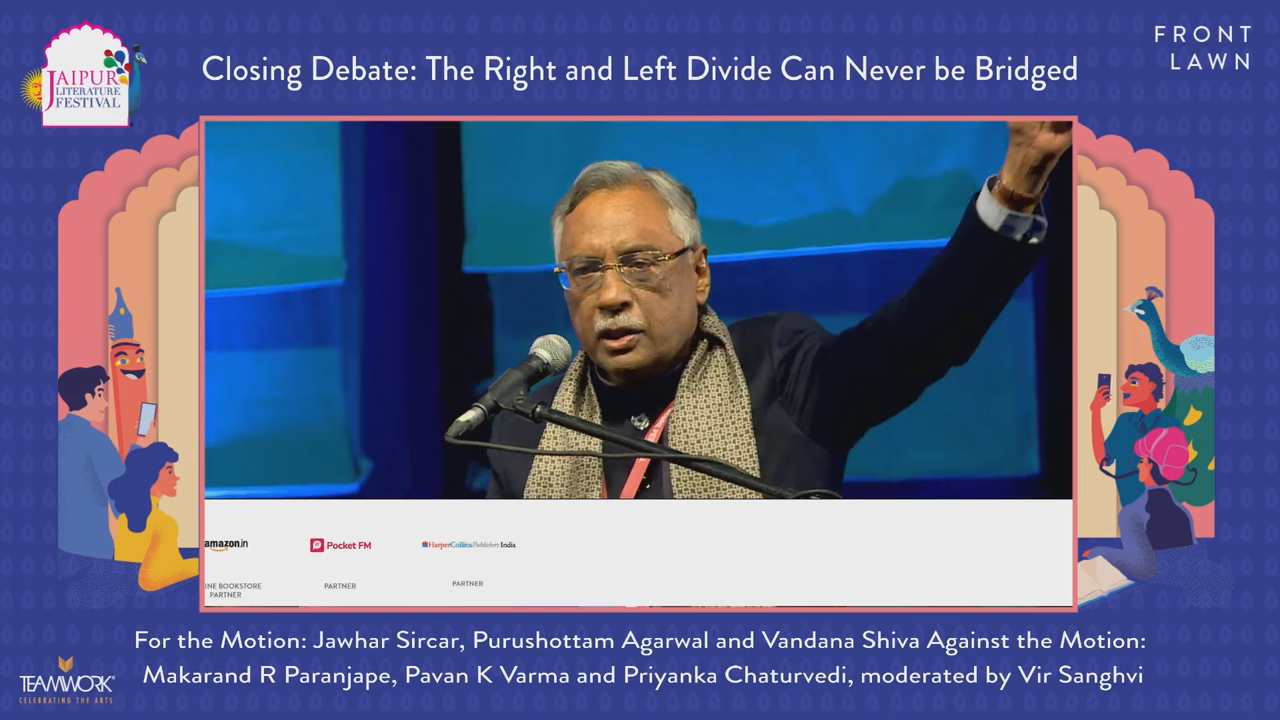 FRONT
LAWN
JAIPUR
LITERATURE
FESTIVAL
Closing Debate: The Right and Left Divide Can Never be Bridged
amazon.in
Pocket FM
HarperCollins Publishers India
INE BOOKSTORE
PARTNER
PARTNER
PARTNER
For the Motion: Jawhar Sircar, Purushottam Agarwal and Vandana Shiva Against the Motion:
Makarand R Paranjape, Pavan K Varma and Priyanka Chaturvedi, moderated by Vir Sanghvi
TEAMWORK
CELEBRATING THE ARTS